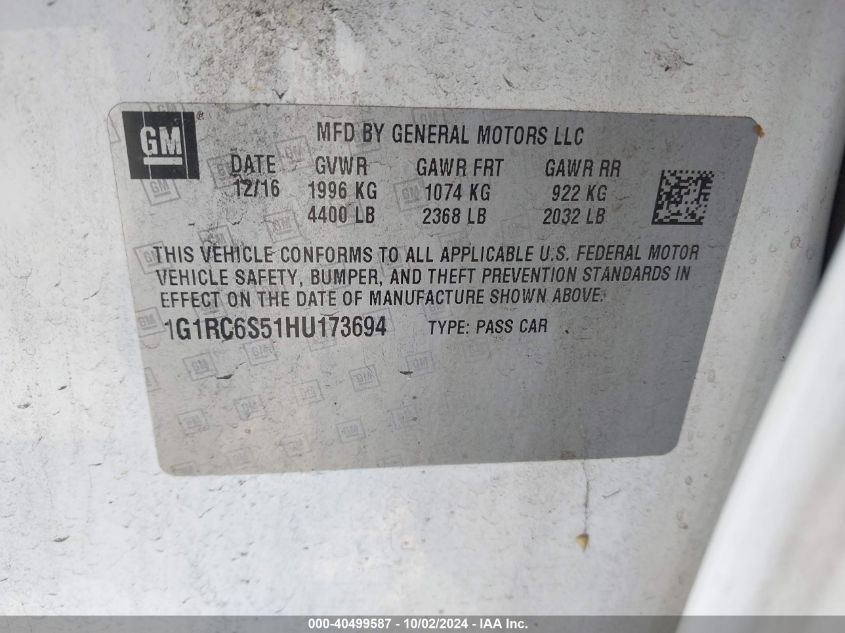 GM
MFD BY GENERAL MOTORS LLC
DATE GVWR GAWR FRT GAWR RR
12/16 1996 KG 1074 KG 922 KG
4400 LB 2368 LB 2032 LB
THIS VEHICLE CONFORMS TO ALL APPLICABLE U.S. FEDERAL MOTOR
VEHICLE SAFETY, BUMPER, AND THEFT PREVENTION STANDARDS IN
EFFECT ON THE DATE OF MANUFACTURE SHOWN ABOVE.
1G1RC6S51HU173694 TYPE: PASS CAR
000-40499587 - 10/02/2024 - IAA Inc.